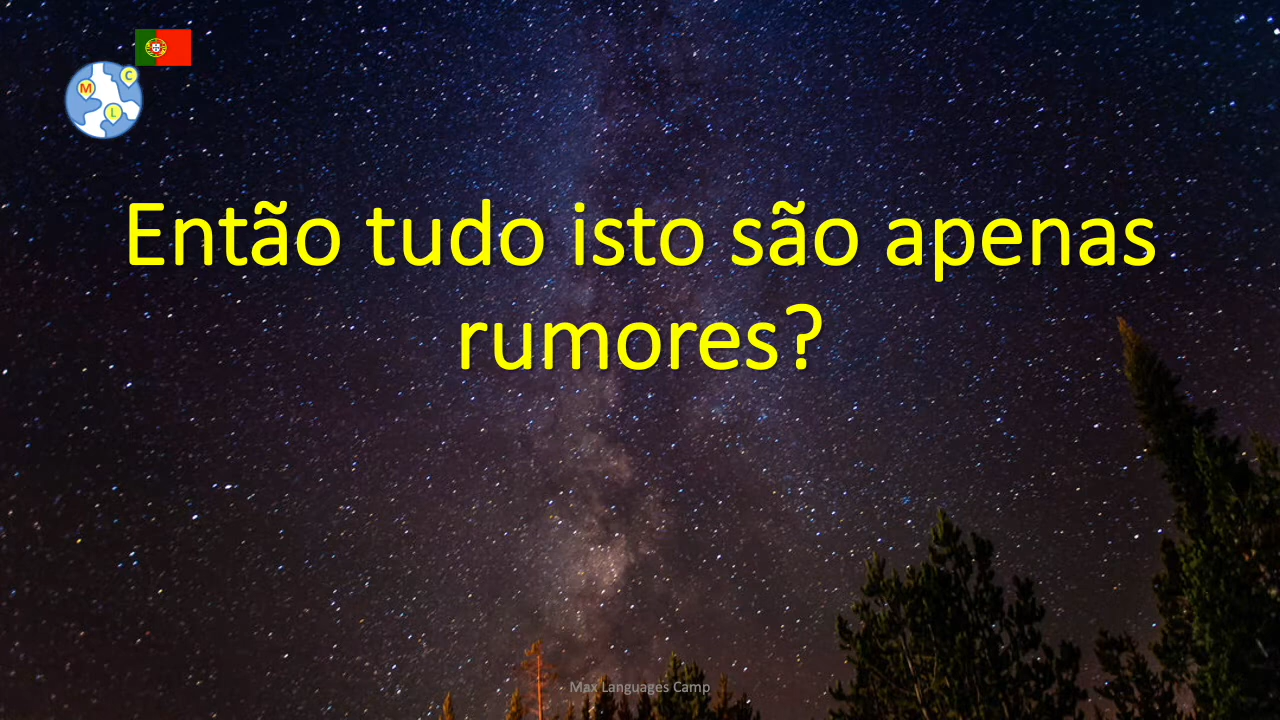 C
M
L
Então tudo isto são apenas
rumores?
Max Languages Camp